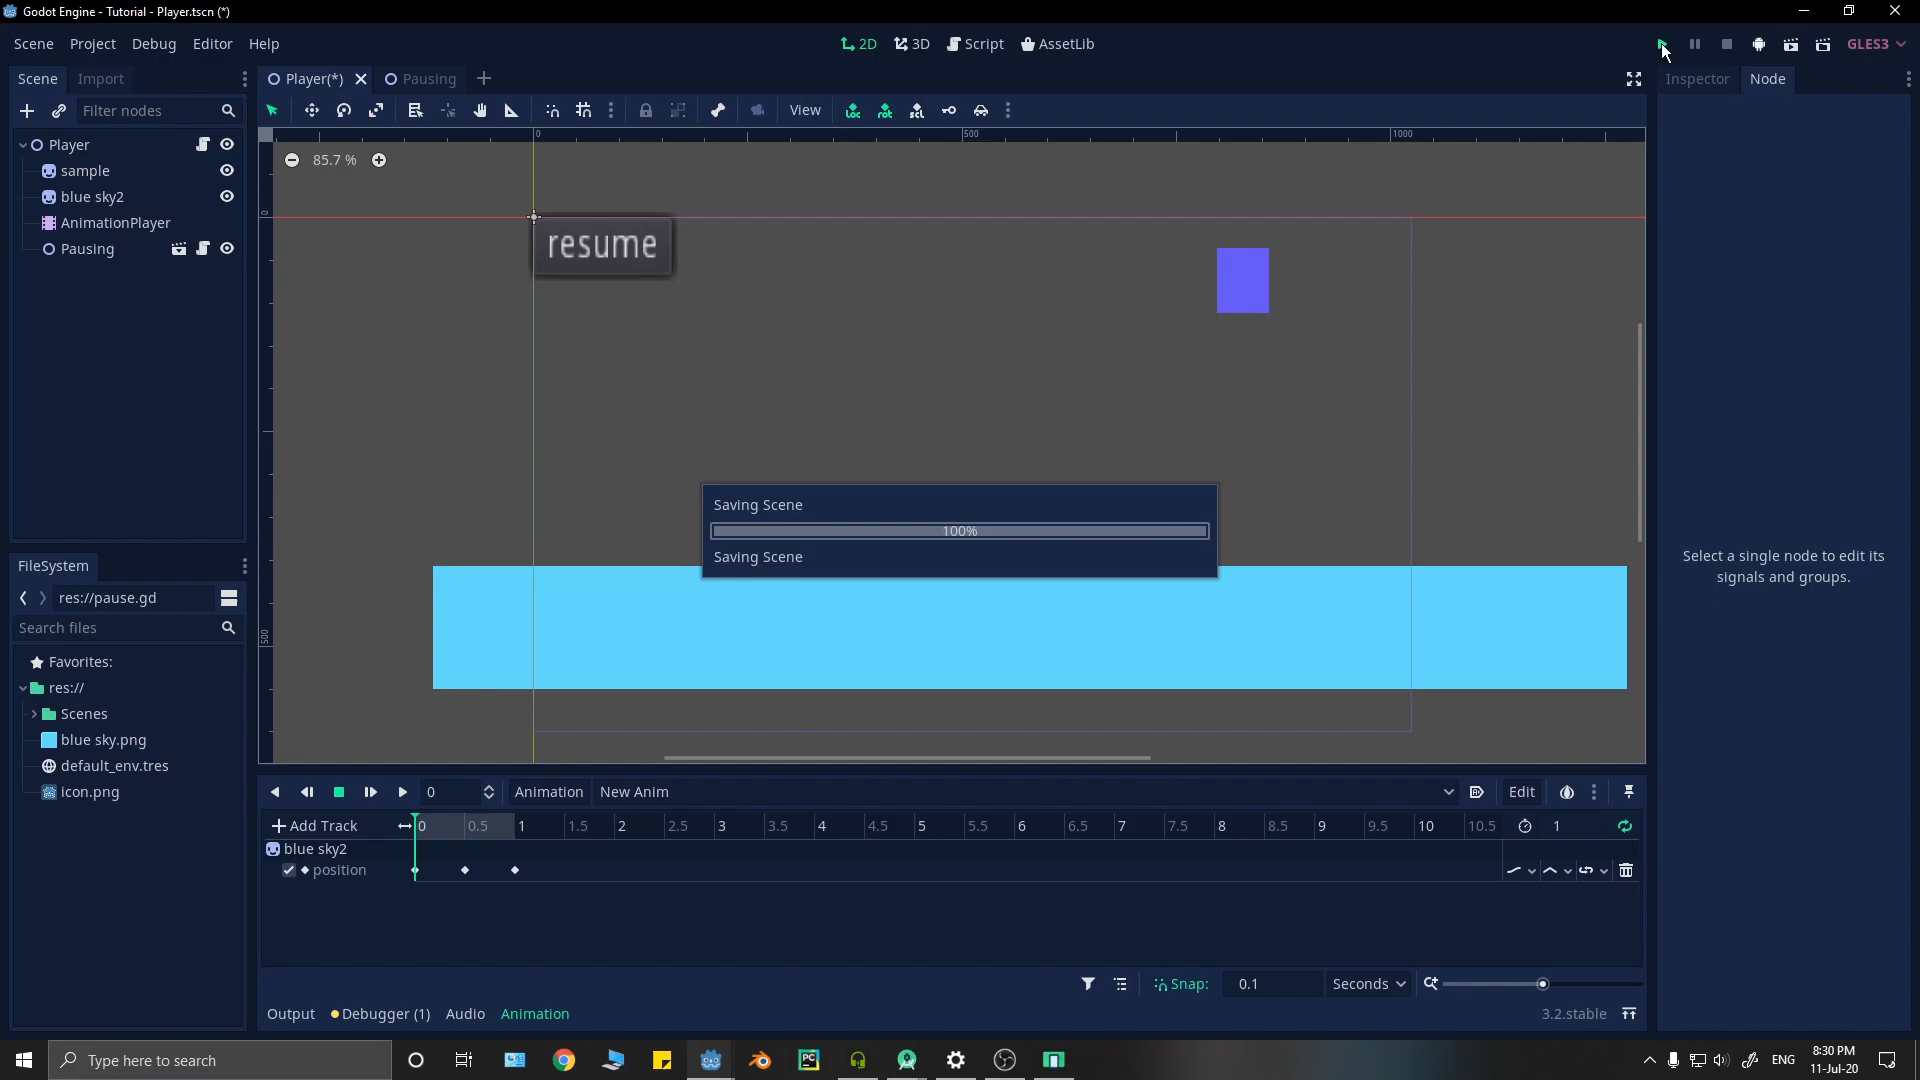 Godot Engine - Tutorial - Player.tscn (*)
Scene Project Debug Editor Help
2D 3D Script AssetLib
GLES3
Scene Import
Player(*) Pausing
Inspector Node
Filter nodes
View
Player
sample
blue sky2
AnimationPlayer
Pausing
0 500 1000
85.7 %
0
500
resume
Saving Scene
100%
Saving Scene
Select a single node to edit its
signals and groups.
FileSystem
res://pause.gd
Search files
Favorites:
res://
Scenes
blue sky.png
default_env.tres
icon.png
0 Animation New Anim Edit
Add Track 0 0.5 1 1.5 2 2.5 3 3.5 4 4.5 5 5.5 6 6.5 7 7.5 8 8.5 9 9.5 10 10.5 1
blue sky2
position
Snap: 0.1 Seconds
Output Debugger (1) Audio Animation 3.2.stable
Type here to search
PC
ENG
8:30 PM
11-Jul-20